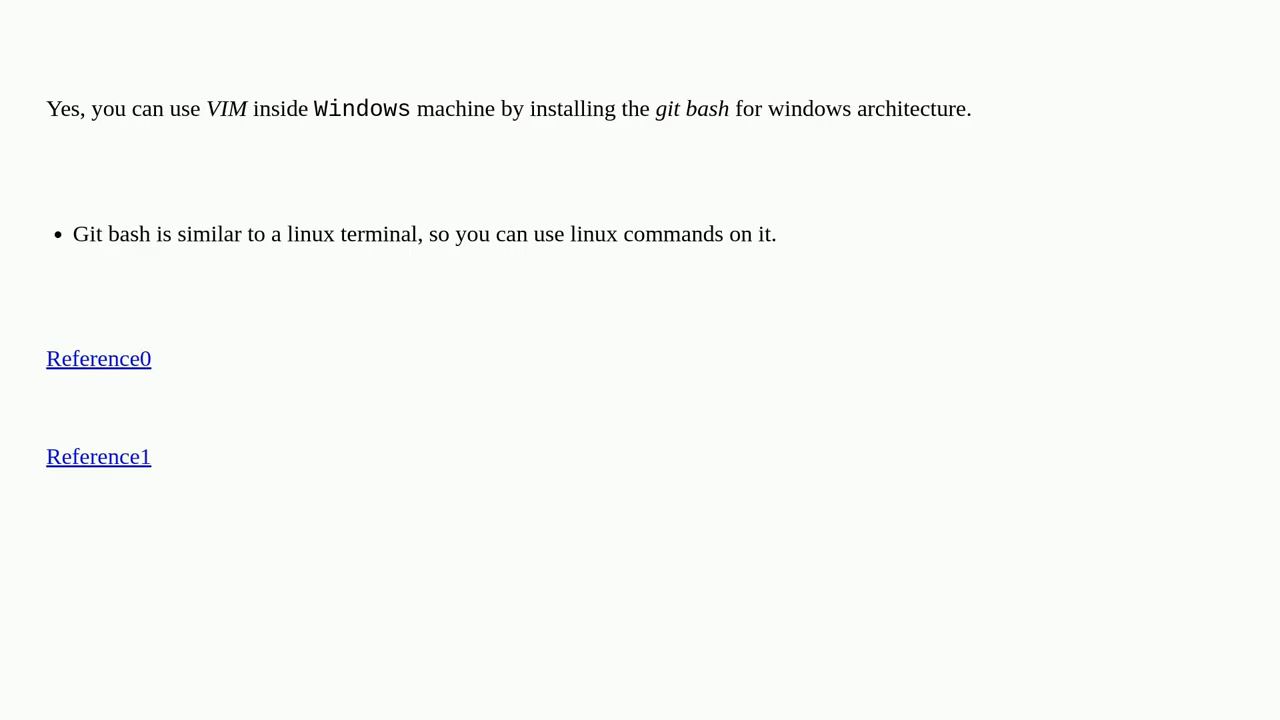 Yes, you can use VIM inside Windows machine by installing the git bash for windows architecture.
• Git bash is similar to a linux terminal, so you can use linux commands on it.
Reference0
Reference1